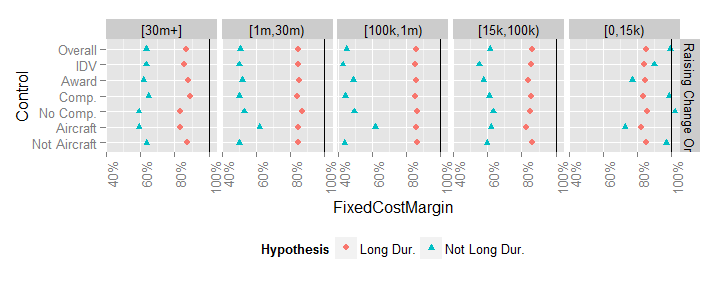 [30m+] [1m,30m) [100k,1m) [15k,100k) [0,15k)
Control
Overall
IDV
Award
Comp.
No Comp.
Aircraft
Not Aircraft
Raising Change Or
40% 60% 80% 100% 40% 60% 80% 100% 40% 60% 80% 100% 40% 60% 80% 100% 40% 60% 80% 100%
FixedCostMargin
Hypothesis Long Dur. Not Long Dur.